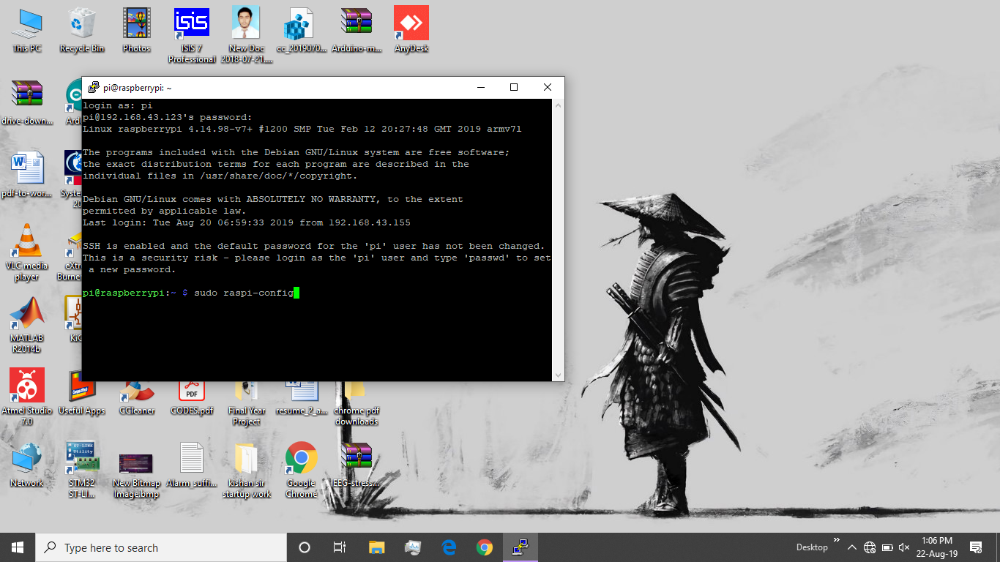 This PC
Recycle Bin
Photos
ISIS 7
Professional
New Doc
2018-07-21....
cc_2019070...
Arduino-m...
AnyDesk
isis
pi@raspberrypi: ~
login as: pi
pi@192.168.43.123's password:
Linux raspberrypi 4.14.98-v7+ #1200 SMP Tue Feb 12 20:27:48 GMT 2019 armv7l
The programs included with the Debian GNU/Linux system are free software;
the exact distribution terms for each program are described in the
individual files in /usr/share/doc/*/copyright.
Debian GNU/Linux comes with ABSOLUTELY NO WARRANTY, to the extent
permitted by applicable law.
Last login: Tue Aug 20 06:59:33 2019 from 192.168.43.155
SSH is enabled and the default password for the 'pi' user has not been changed.
This is a security risk - please login as the 'pi' user and type 'passwd' to set
a new password.
pi@raspberrypi:~ $ sudo raspi-config
drive-down...
Ardu
pdf-to-wor...
Syste
20
VLC media
player
eXtr
Burner
MATLAB
R2014b
KiC
Atmel Studio
7.0
Useful Apps
CCleaner
PDF
CODES.pdf
Final Year
Project
resume_2_a...
chrome pdf
downloads
Network
ST-LINK
Utility
STM32
ST-LI...
New Bitmap
Image.bmp
Alarm_suffi...
kishan sir
startup work
Google
Chrome
EEG-stress...
Type here to search
Desktop
1:06 PM
22-Aug-19